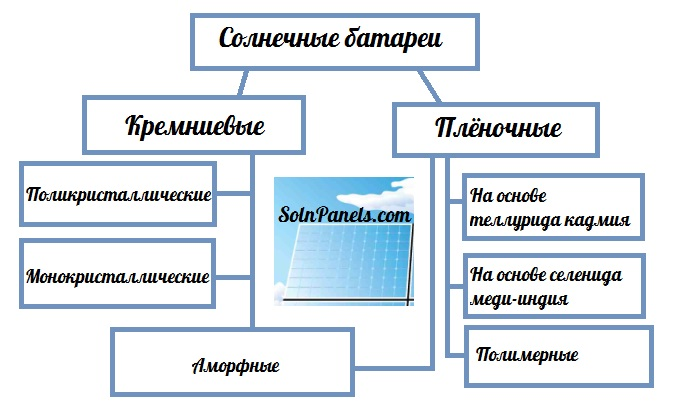 Солнечные батареи
Кремниевые
Плёночные
Поликристаллические
Монокристаллические
Аморфные
SolnPanels.com
На основе
теллурида кадмия
На основе селенида
меди-индия
Полимерные